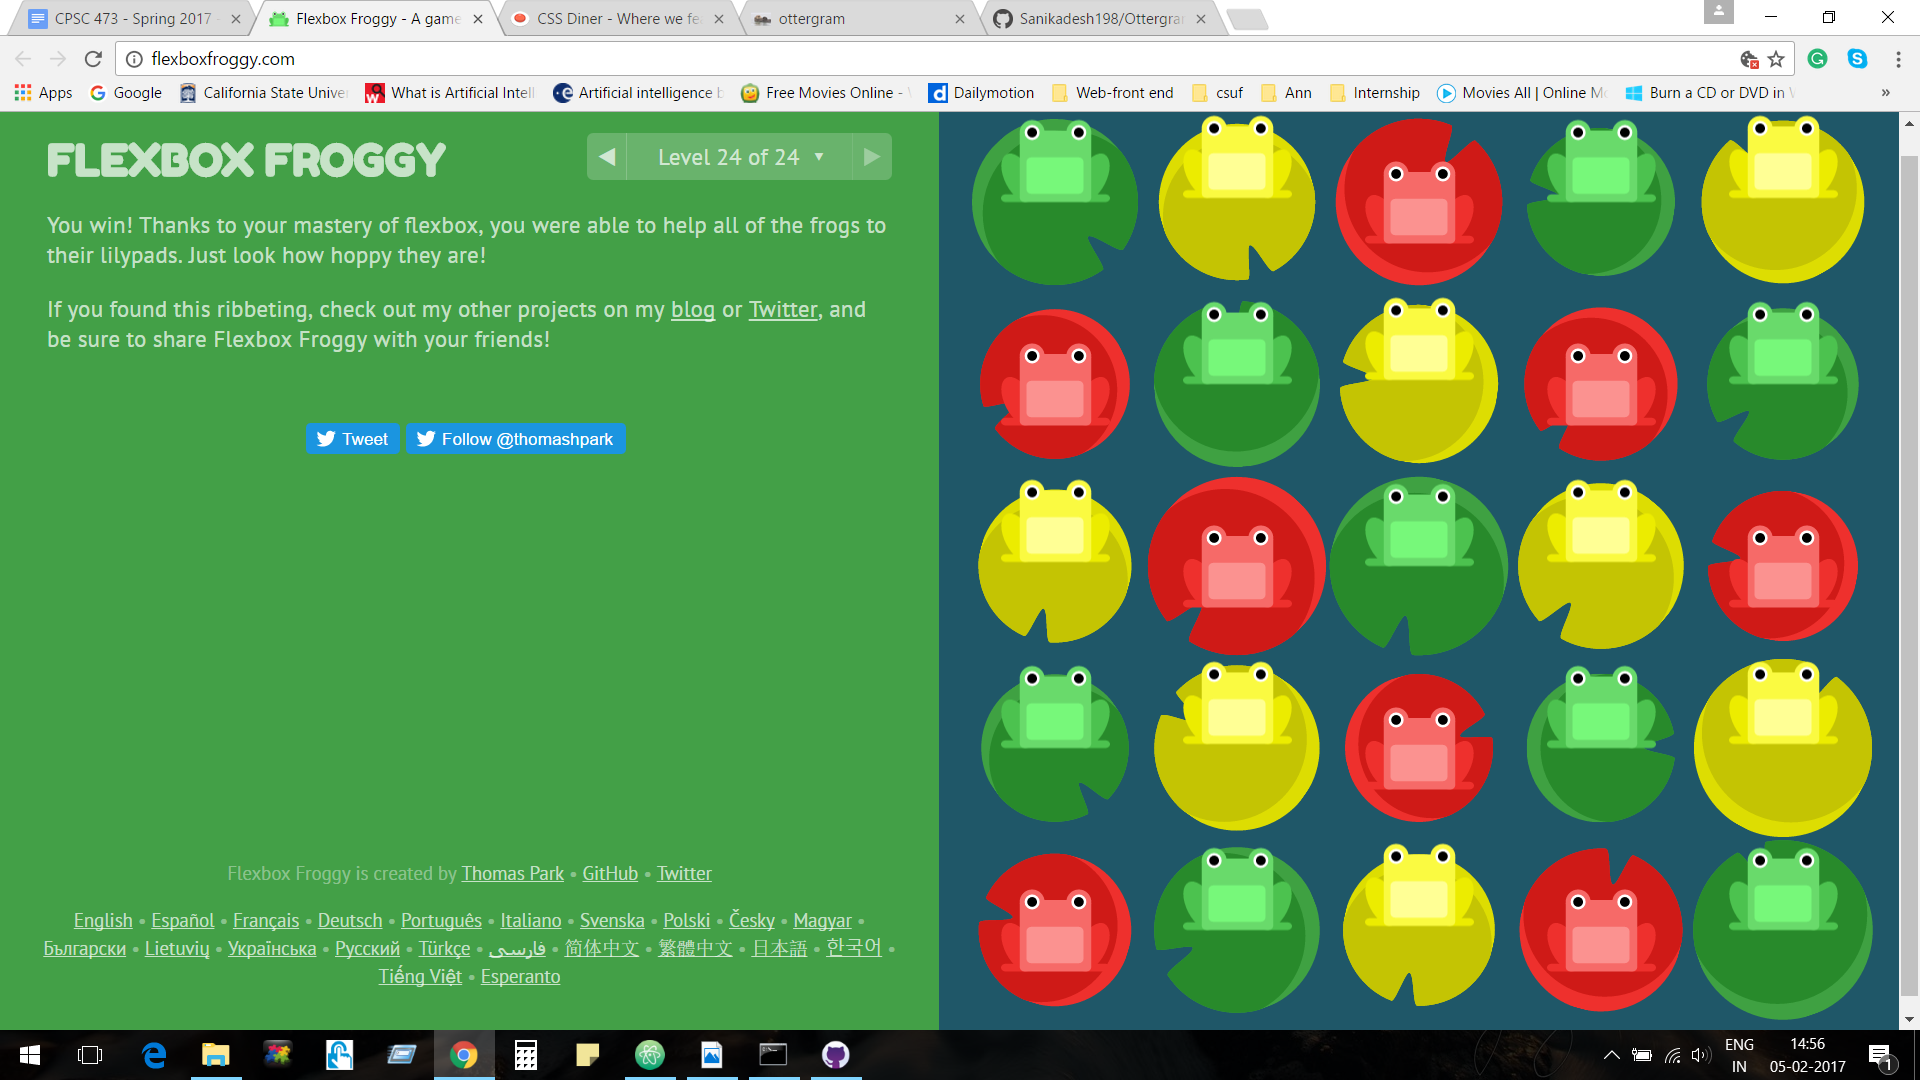 CPSC 473 - Spring 2017
Flexbox Froggy - A game
CSS Diner - Where we fe
ottergram
Sanikadesh198/Ottergra
flexboxfroggy.com
Apps
Google
California State Univer
What is Artificial Intell
Artificial intelligence b
Free Movies Online -
Dailymotion
Web-front end
csuf
Ann
Internship
Movies All | Online M
Burn a CD or DVD in
»
FLEXBOX FROGGY
Level 24 of 24
You win! Thanks to your mastery of flexbox, you were able to help all of the frogs to
their lilypads. Just look how hoppy they are!
If you found this ribbeting, check out my other projects on my blog or Twitter, and
be sure to share Flexbox Froggy with your friends!
Tweet
Follow @thomashpark
Flexbox Froggy is created by Thomas Park • GitHub • Twitter
English • Español • Français • Deutsch • Português • Italiano • Svenska • Polski • Česky • Magyar •
Български • Lietuvių • Українська • Русский • Türkçe • فارسی • 简体中文 • 繁體中文 • 日本語 • 한국어 •
Tiếng Việt • Esperanto
ENG
IN
14:56
05-02-2017
1